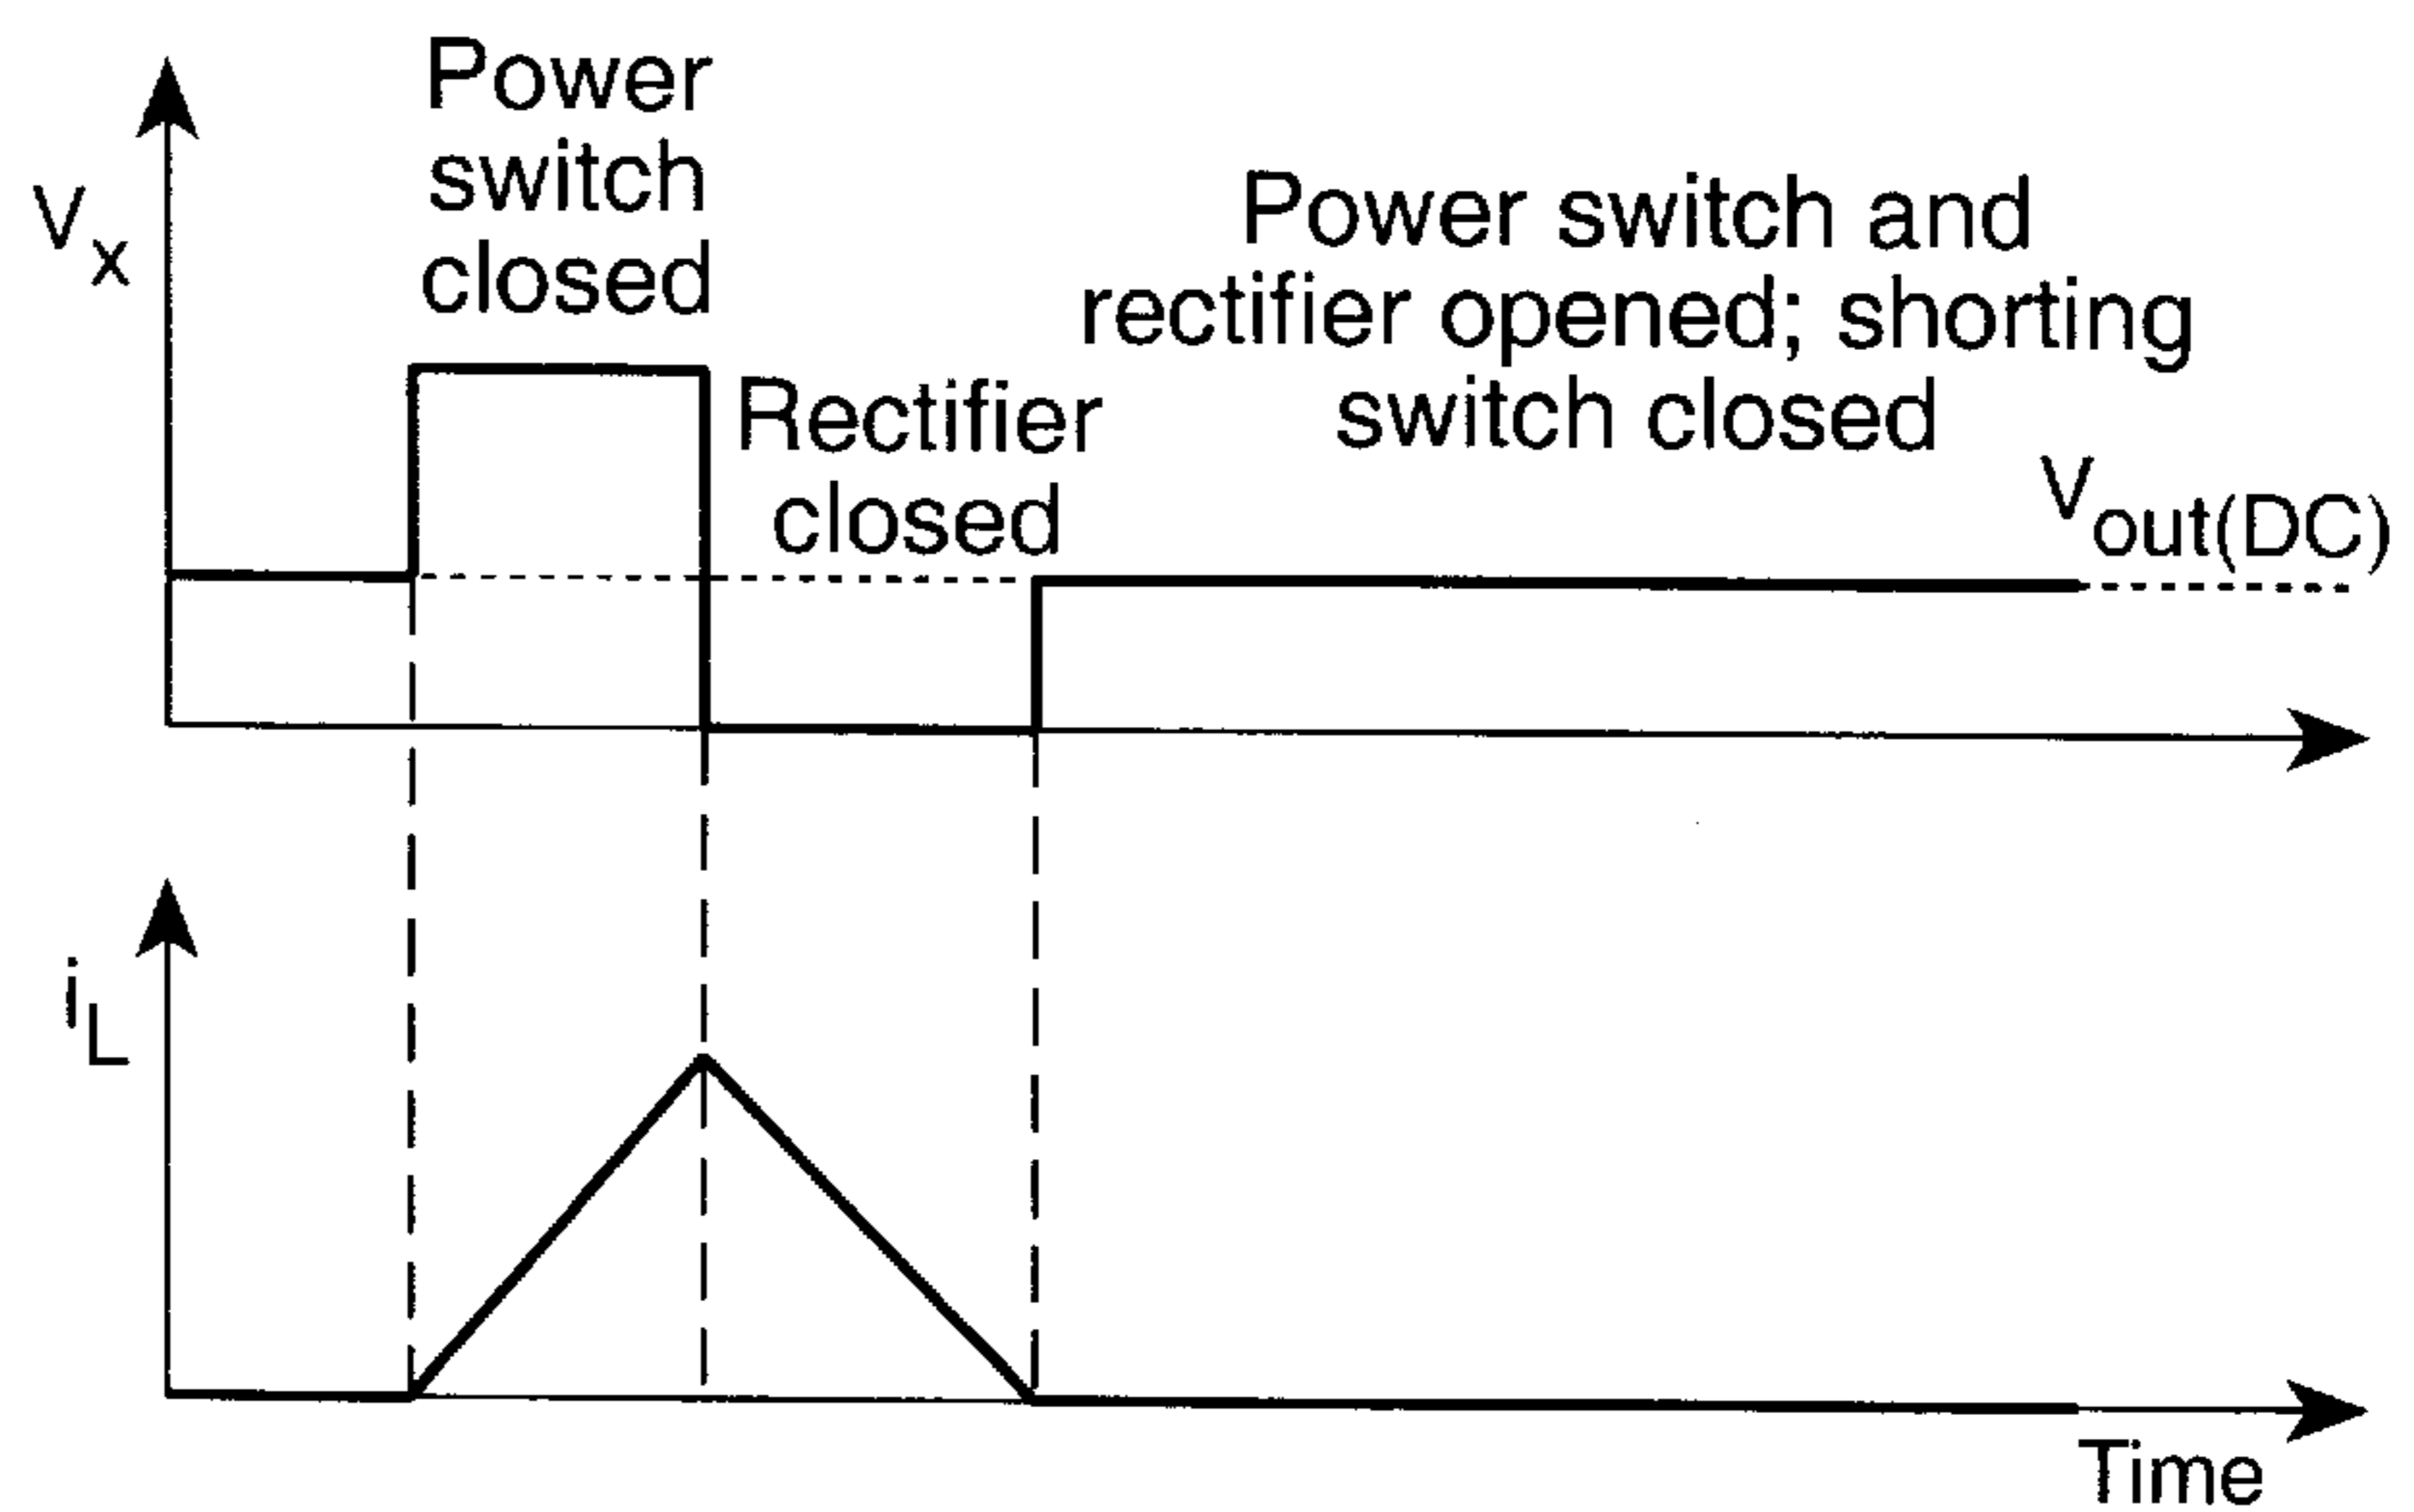 Power
switch
closed
Vx
Power switch and
rectifier opened; shorting
switch closed
Rectifier
closed
Vout(DC)
iL
Time